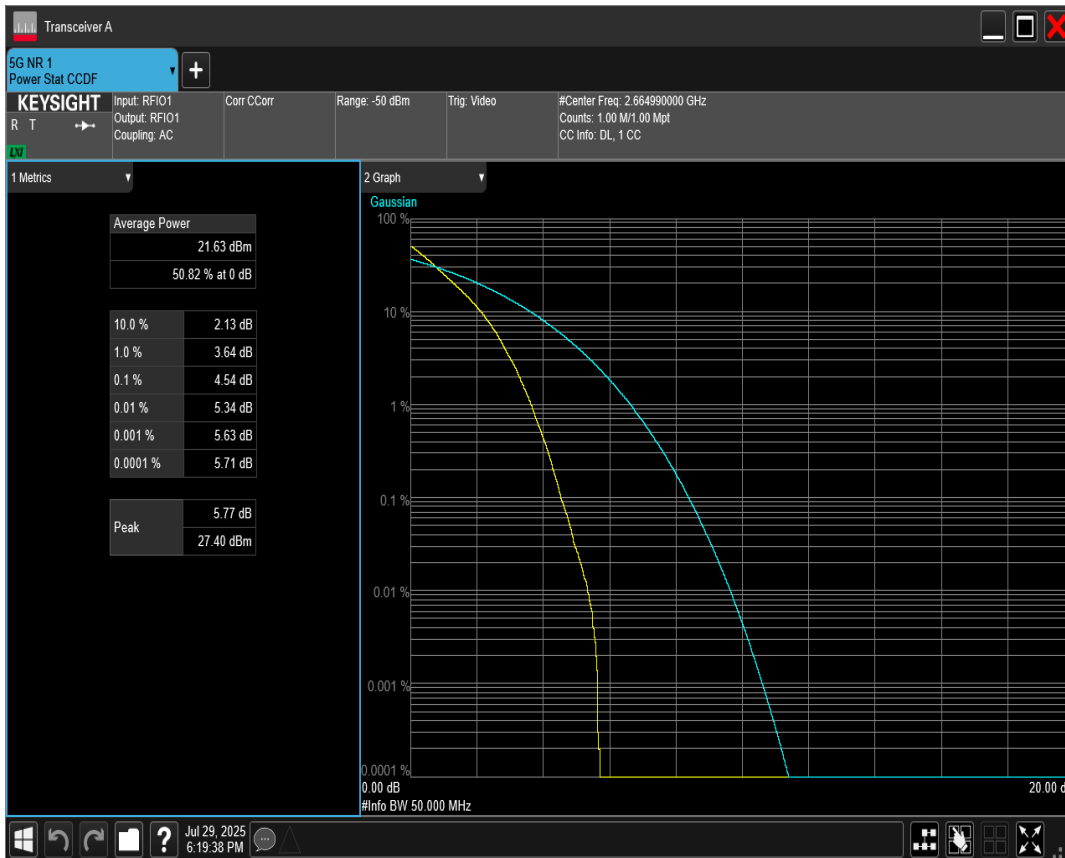 Transceiver A
5G NR 1
Power Stat CCDF
+
KEYSIGHT
R T
LXI
Input: RFIO1
Output: RFIO1
Coupling: AC
Corr CCorr
Range: -50 dBm
Trig: Video
#Center Freq: 2.664990000 GHz
Counts: 1.00 M/1.00 Mpt
CC Info: DL, 1 CC
1 Metrics
Average Power
21.63 dBm
50.82 % at 0 dB
10.0 % 2.13 dB
1.0 % 3.64 dB
0.1 % 4.54 dB
0.01 % 5.34 dB
0.001 % 5.63 dB
0.0001 % 5.71 dB
Peak 5.77 dB
27.40 dBm
2 Graph
Gaussian
100 %
10 %
1 %
0.1 %
0.01 %
0.001 %
0.0001 %
0.00 dB 20.00 d
#Info BW 50.000 MHz
? Jul 29, 2025
6:19:38 PM